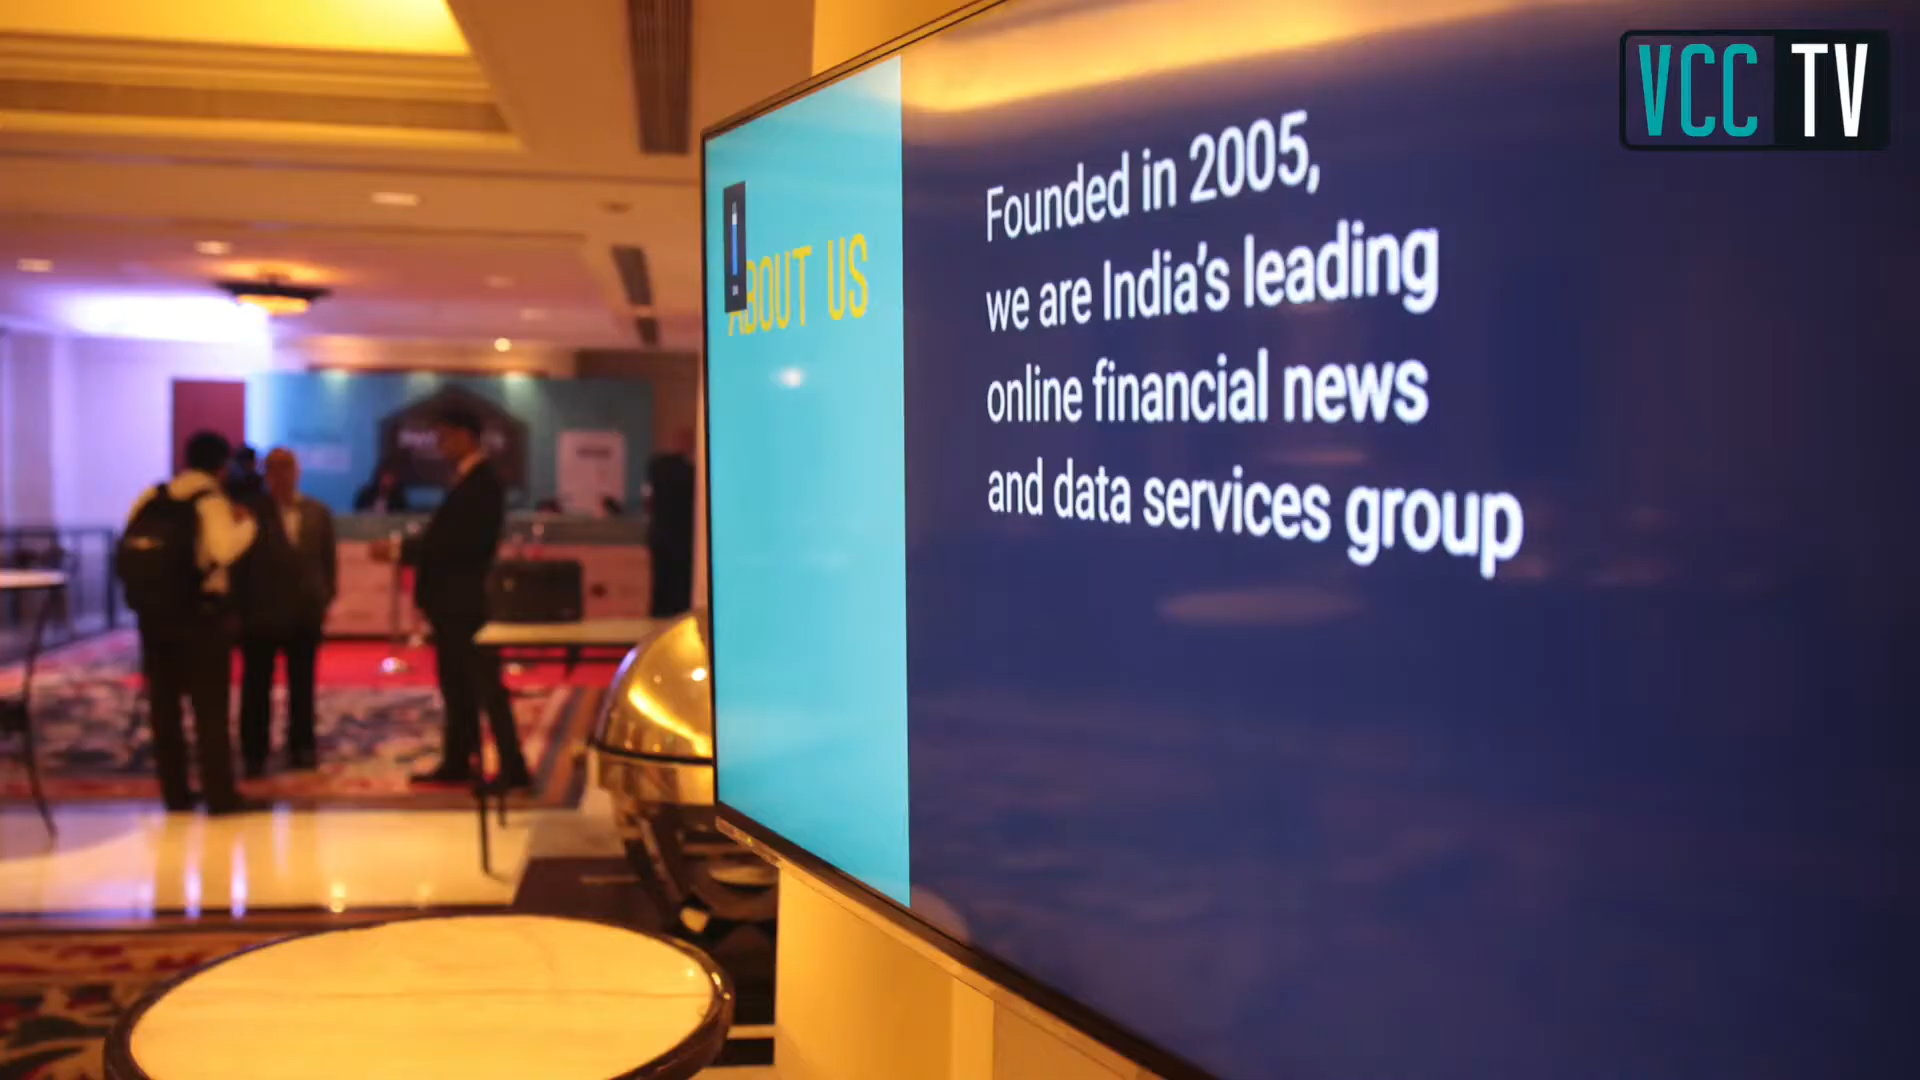 VCC TV
ABOUT US
Founded in 2005,
we are India's leading
online financial news
and data services group